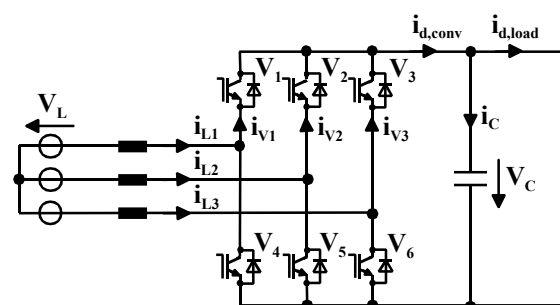 i_d,conv i_d,load
V_1 V_2 V_3
V_L
i_L1 i_V1 i_V2 i_V3 i_C
i_L2
i_L3
V_C
V_4 V_5 V_6